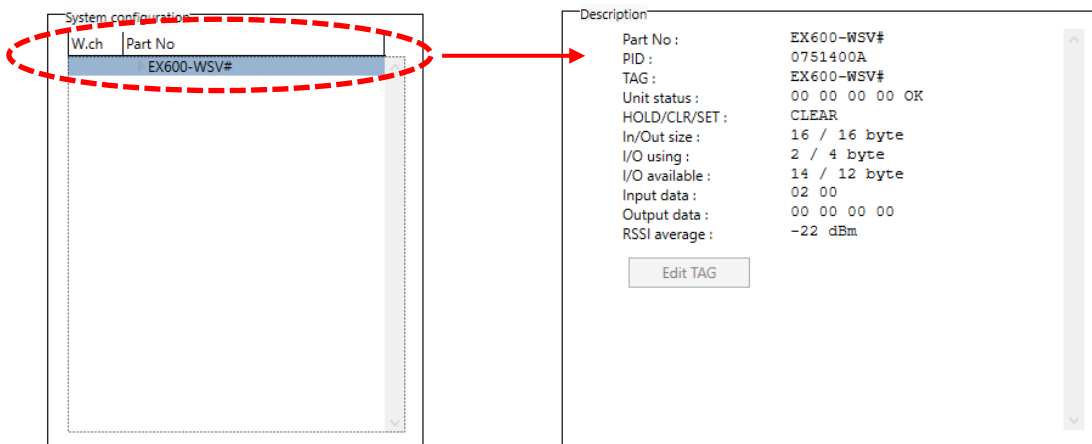 System configuration
W.ch Part No
EX600-WSV#
Description
Part No : EX600-WSV#
PID : 0751400A
TAG : EX600-WSV#
Unit status : 00 00 00 00 OK
HOLD/CLR/SET : CLEAR
In/Out size : 16 / 16 byte
I/O using : 2 / 4 byte
I/O available : 14 / 12 byte
Input data : 02 00
Output data : 00 00 00 00
RSSI average : -22 dBm
Edit TAG